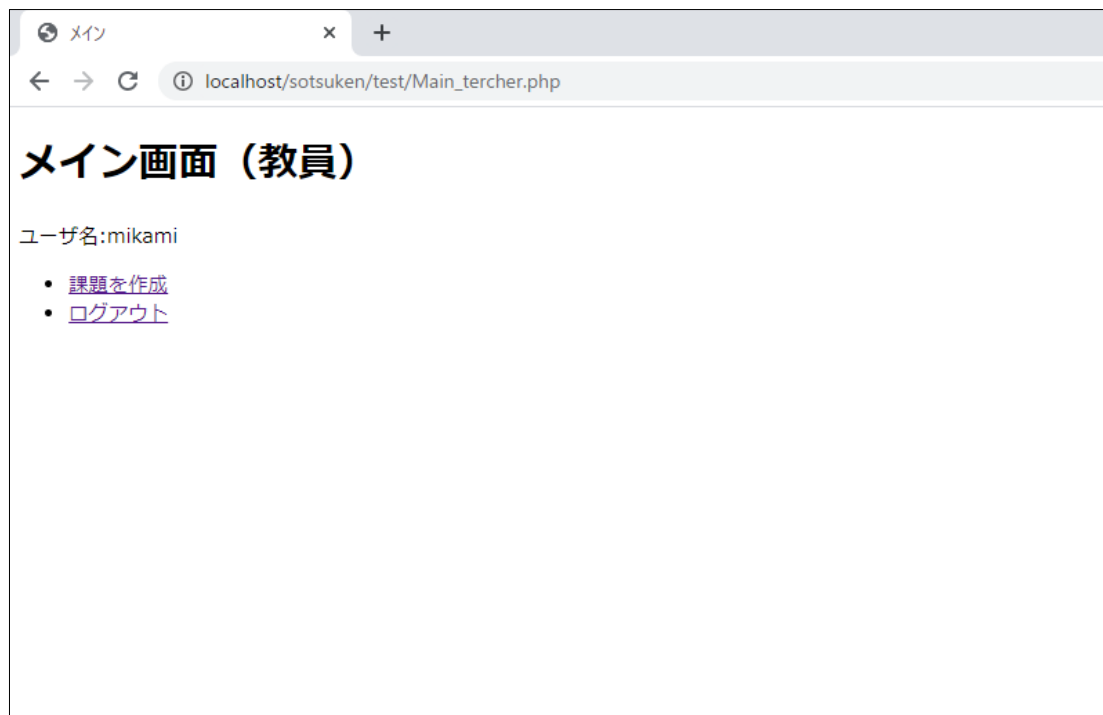 メイン
localhost/sotsuken/test/Main_tercher.php
メイン画面（教員）
ユーザ名:mikami
課題を作成
ログアウト